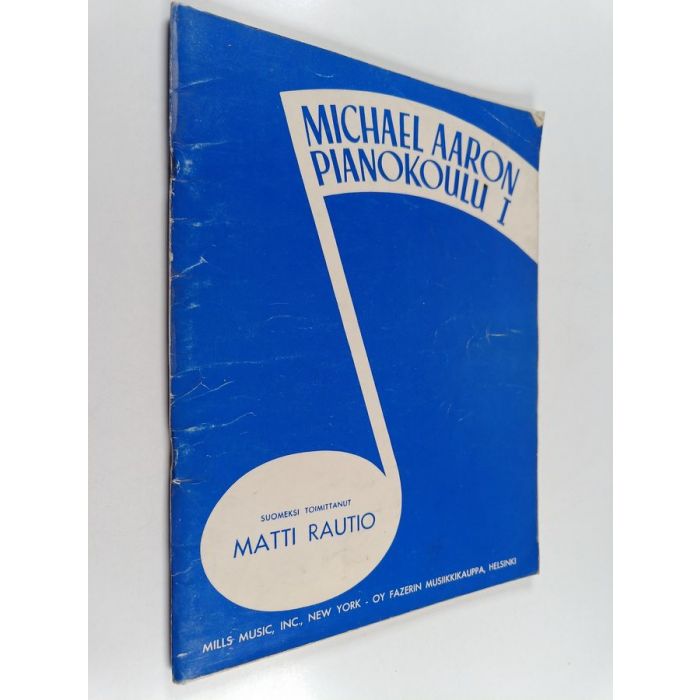 MICHAEL AARON
PIANOKOULU I
SUOMEKSI TOIMITTANUT
MATTI RAUTIO
MILLS MUSIC, INC., NEW YORK - OY FAZERIN MUSIIKKIKAUPPA, HELSINKI